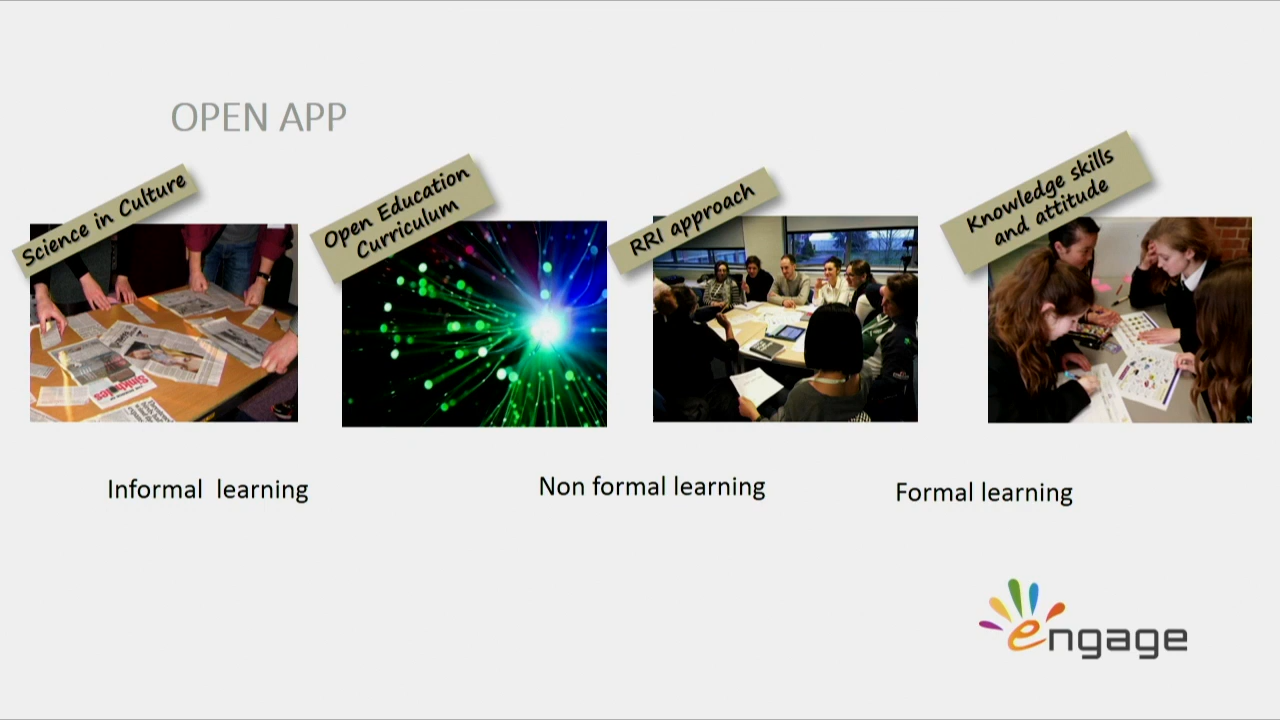 OPEN APP
Science in Culture
Open Education
Curriculum
RRI approach
Knowledge skills
and attitude
Informal learning
Non formal learning
Formal learning
engage